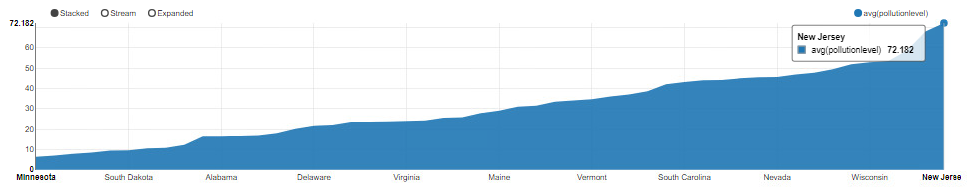 Stacked Stream Expanded avg(pollutionlevel)
72.182
New Jersey
avg(pollutionlevel) 72.182
60
50
40
30
20
10
0
Minnesota South Dakota Alabama Delaware Virginia Maine Vermont South Carolina Nevada Wisconsin New Jerse